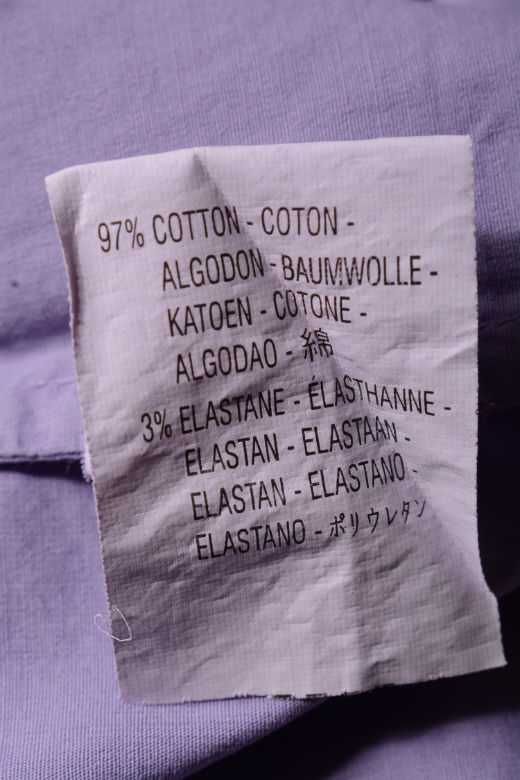 97% COTTON - COTON -
ALGODON - BAUMWOLLE -
KATOEN - COTONE -
ALGODAO - 綿
3% ELASTANE - ÉLASTHANNE -
ELASTAN - ELASTAAN -
ELASTAN - ELASTANO -
ELASTANO - ポリウレタン